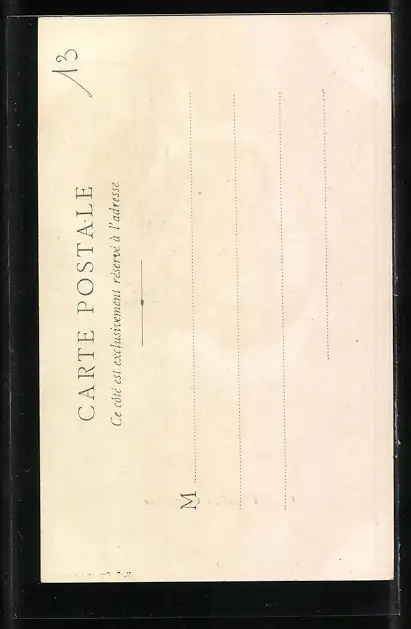 13
CARTE POSTALE
Ce côté est exclusivement réservé à l'adresse
M